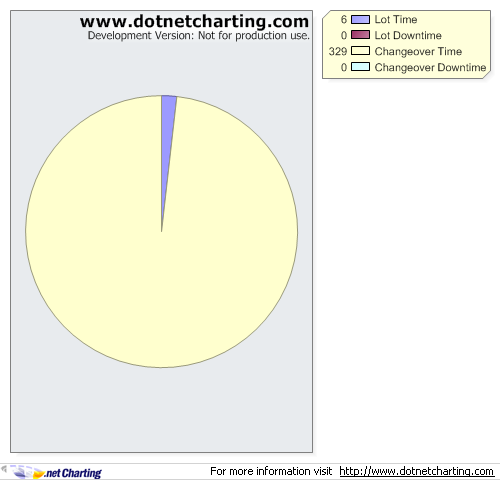 www.dotnetcharting.com
Development Version: Not for production use.
6 Lot Time
0 Lot Downtime
329 Changeover Time
0 Changeover Downtime
.net Charting
For more information visit http://www.dotnetcharting.com